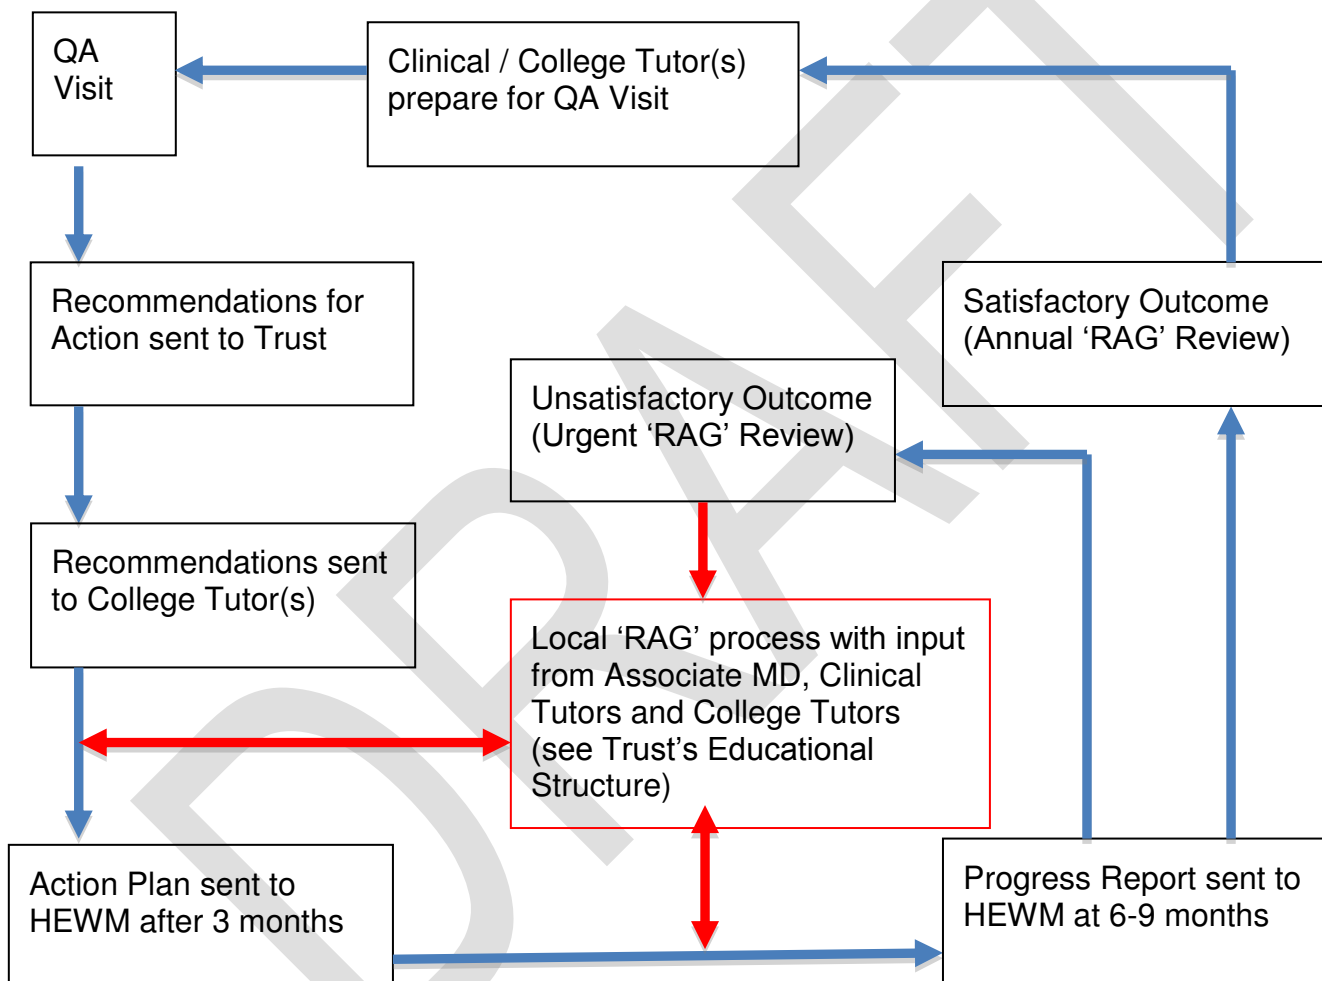 QA
Visit
Clinical / College Tutor(s)
prepare for QA Visit
Recommendations for
Action sent to Trust
Satisfactory Outcome
(Annual ‘RAG’ Review)
Unsatisfactory Outcome
(Urgent ‘RAG’ Review)
Recommendations sent
to College Tutor(s)
Local ‘RAG’ process with input
from Associate MD, Clinical
Tutors and College Tutors
(see Trust’s Educational
Structure)
Action Plan sent to
HEWM after 3 months
Progress Report sent to
HEWM at 6-9 months
DRAFT